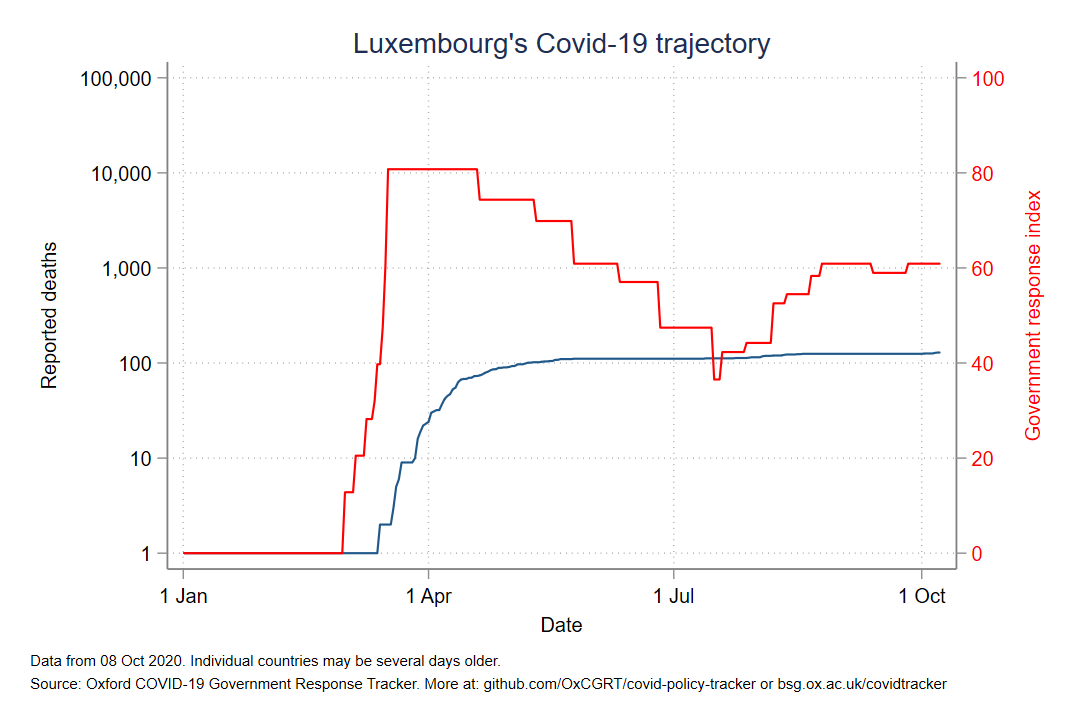 Luxembourg's Covid-19 trajectory
100,000
10,000
1,000
100
10
1
Reported deaths
100
80
60
40
20
0
Government response index
1 Jan
1 Apr
1 Jul
1 Oct
Date
Data from 08 Oct 2020. Individual countries may be several days older.
Source: Oxford COVID-19 Government Response Tracker. More at: github.com/OxCGRT/covid-policy-tracker or bsg.ox.ac.uk/covidtracker